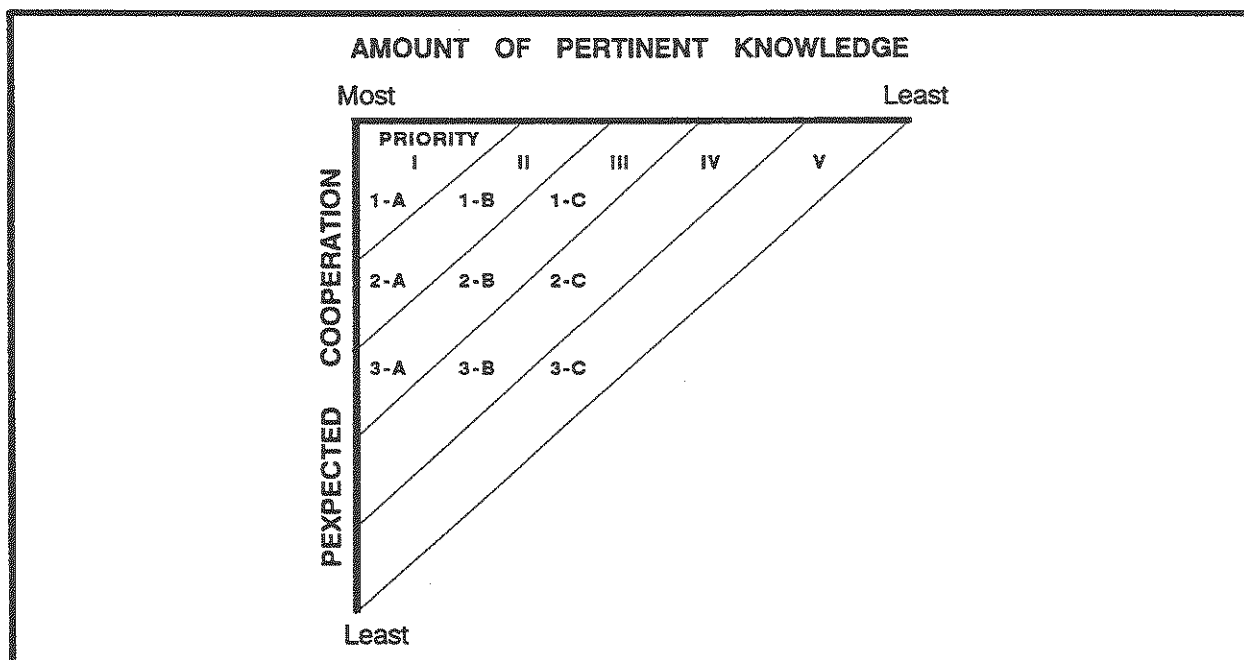 AMOUNT OF PERTINENT KNOWLEDGE
Most Least
PRIORITY
I II III IV V
1-A 1-B 1-C
2-A 2-B 2-C
3-A 3-B 3-C
PEXPECTED COOPERATION
Least